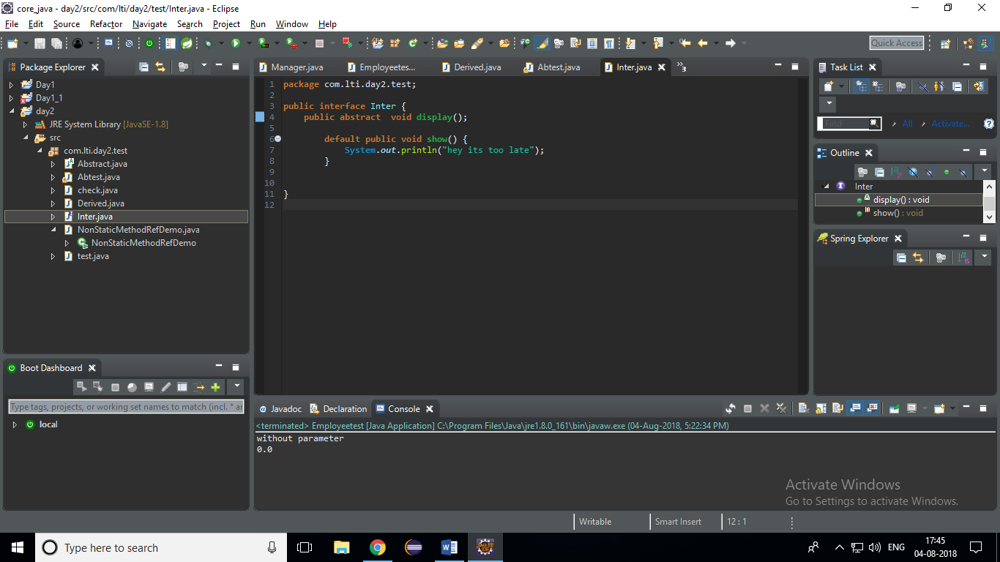 core_java - day2/src/com/lti/day2/test/Inter.java - Eclipse
File Edit Source Refactor Navigate Search Project Run Window Help
Quick Access
Package Explorer
Day1
Day1_1
day2
JRE System Library [JavaSE-1.8]
src
com.lti.day2.test
Abstract.java
Abtest.java
check.java
Derived.java
Inter.java
NonStaticMethodRefDemo.java
NonStaticMethodRefDemo
test.java
Boot Dashboard
Type tags, projects, or working set names to match (incl. * ar
local
Manager.java Employeetes... Derived.java Abtest.java Inter.java »3
1 package com.lti.day2.test;
2
3 public interface Inter {
4 public abstract  void display();
5
6 default public void show() {
7 System.out.println("hey its too late");
8 }
9
10
11 }
12
Task List
Find All Activate...
Outline
Inter
display() : void
show() : void
Spring Explorer
@ Javadoc Declaration Console
<terminated> Employeetest [Java Application] C:\Program Files\Java\jre1.8.0_161\bin\javaw.exe (04-Aug-2018, 5:22:34 PM)
without parameter
0.0
Activate Windows
Go to Settings to activate Windows.
Writable Smart Insert 12 : 1
Type here to search
ENG
17:45
04-08-2018